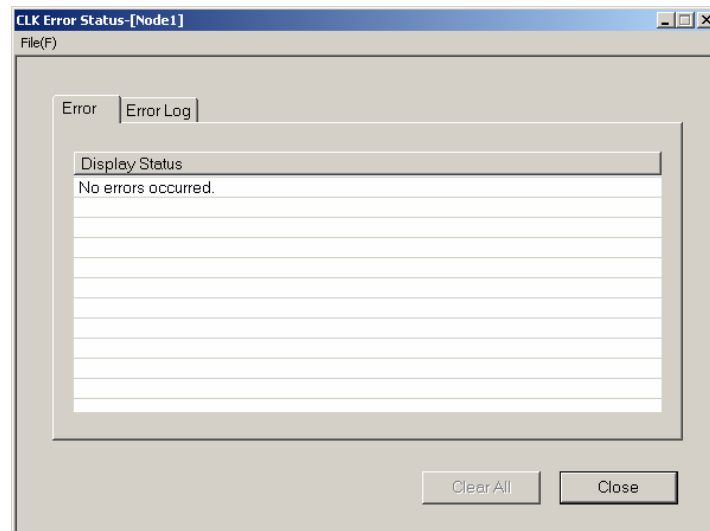 CLK Error Status-[Node1]
File(F)
Error
Error Log
Display Status
No errors occurred.
Clear All
Close